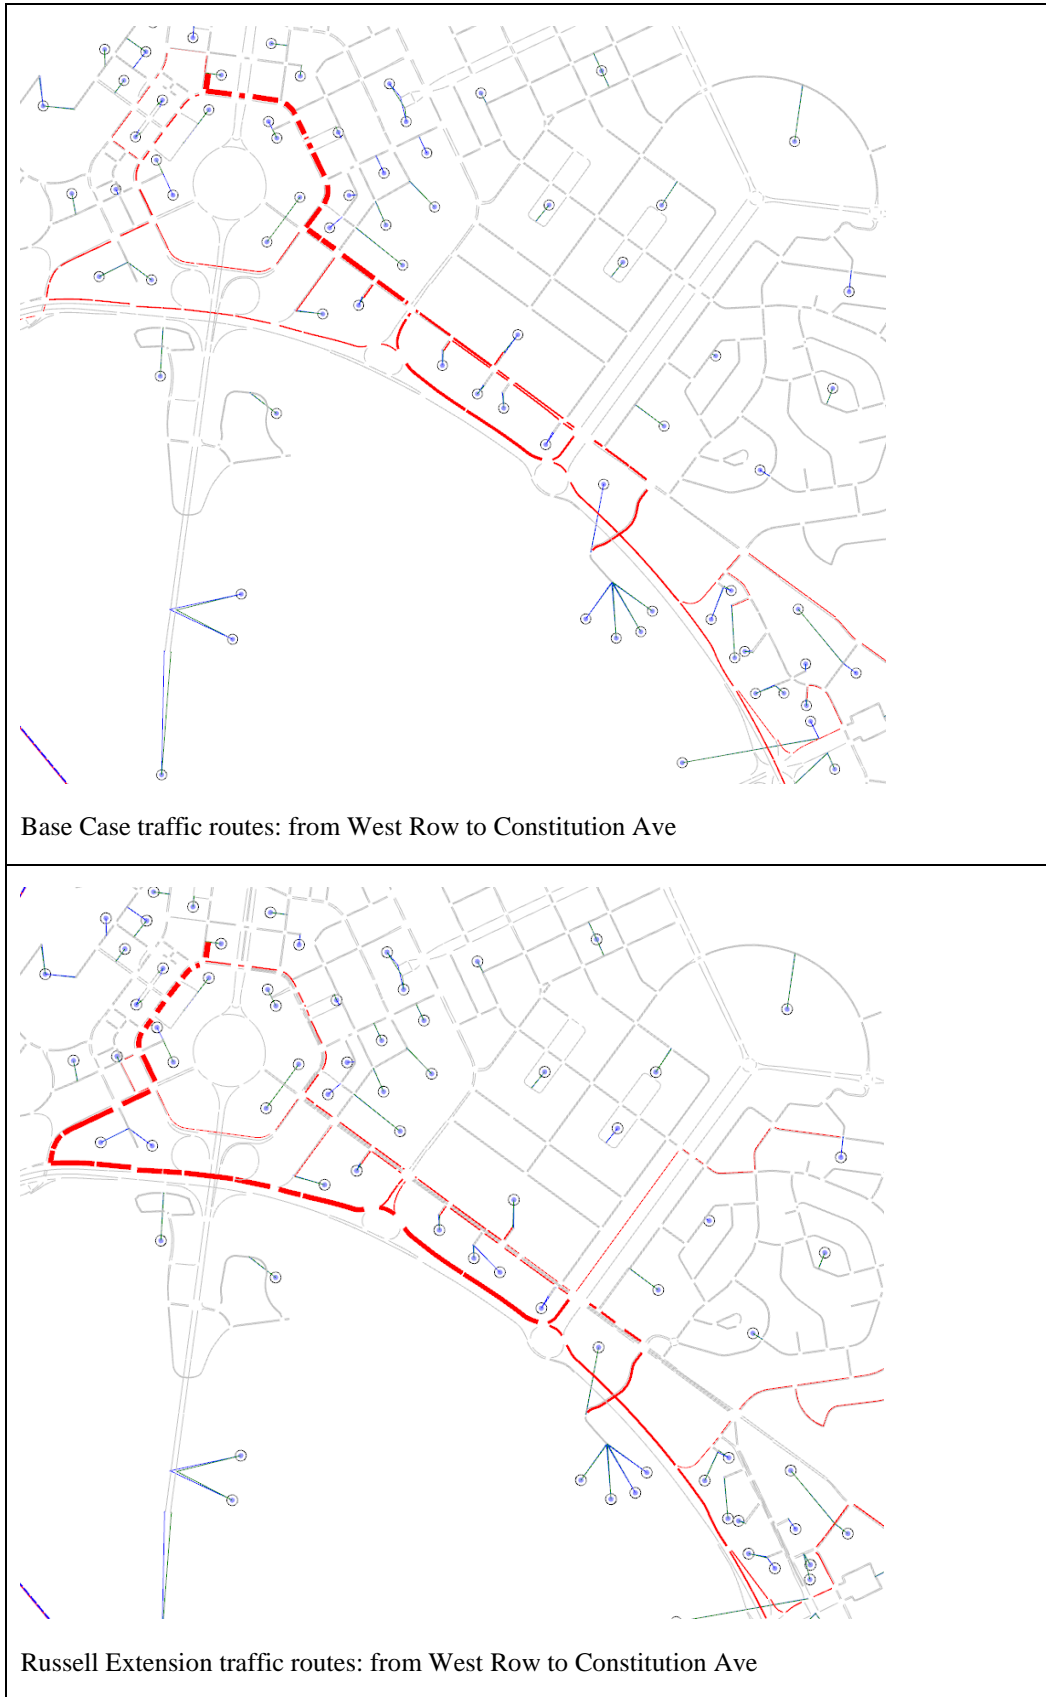 Base Case traffic routes: from West Row to Constitution Ave
Russell Extension traffic routes: from West Row to Constitution Ave